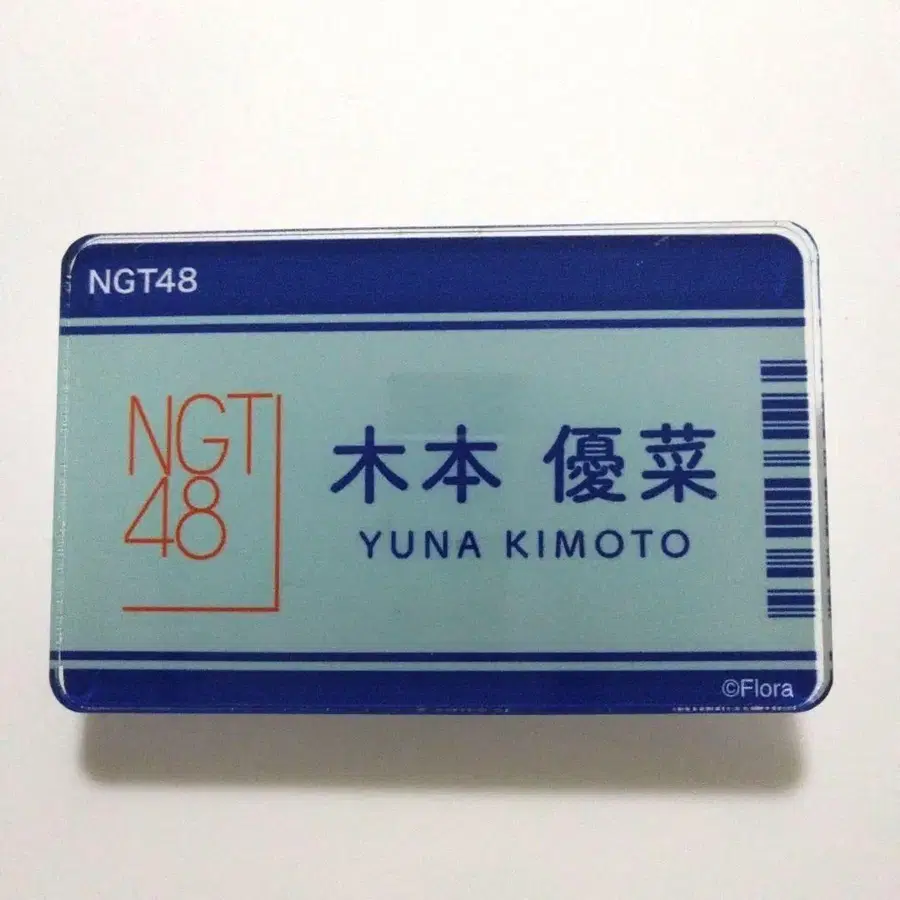 NGT48
NGT
48
木本 優菜
YUNA KIMOTO
©Flora